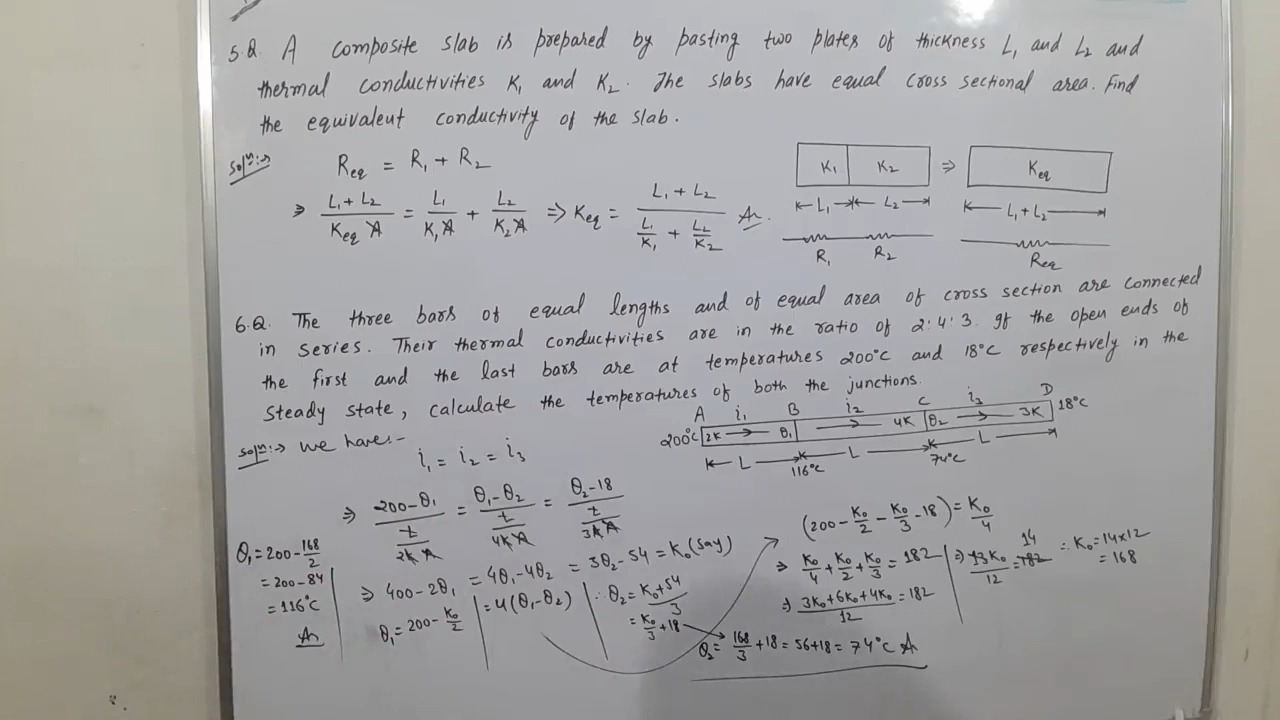 5.Q. A composite slab is prepared by pasting two plates of thickness L₁ and L₂ and
thermal conductivities K₁ and K₂. The slabs have equal cross sectional area. Find
the equivalent conductivity of the slab.
Solⁿ:→
R_eq = R₁ + R₂
⇒ (L₁ + L₂)/(K_eq A) = L₁/(K₁A) + L₂/(K₂A) ⇒ K_eq = (L₁ + L₂)/(L₁/K₁ + L₂/K₂) An.
K₁ K₂ ⇒ K_eq
L₁ L₂ L₁+L₂
R₁ R₂ R_eq
6.Q. The three bars of equal lengths and of equal area of cross section are connected
in series. Their thermal conductivities are in the ratio of 2:4:3. If the open ends of
the first and the last bars are at temperatures 200°C and 18°C respectively in the
steady state, calculate the temperatures of both the junctions.
Solⁿ:→ we have:-
A i₁ B i₂ C i₃ D
200°C 2K → θ₁ → 4K θ₂ → 3K 18°C
L L L
116°C 74°C
i₁ = i₂ = i₃
⇒ (200-θ₁)/(L/(2KA)) = (θ₁-θ₂)/(L/(4KA)) = (θ₂-18)/(L/(3KA))
⇒ 400-2θ₁ = 4θ₁-4θ₂ = 3θ₂-54 = K₀ (say)
= 4(θ₁-θ₂)
θ₁ = 200 - K₀/2
∴ θ₂ = (K₀+54)/3
= K₀/3 + 18
(200 - K₀/2 - K₀/3 - 18) = K₀/4
⇒ K₀/4 + K₀/2 + K₀/3 = 182
⇒ (3K₀+6K₀+4K₀)/12 = 182
⇒ 13K₀/12 = 182 14
∴ K₀ = 14×12
= 168
θ₂ = 168/3 + 18 = 56+18 = 74°C A
θ₁ = 200 - 168/2
= 200-84
= 116°C
An